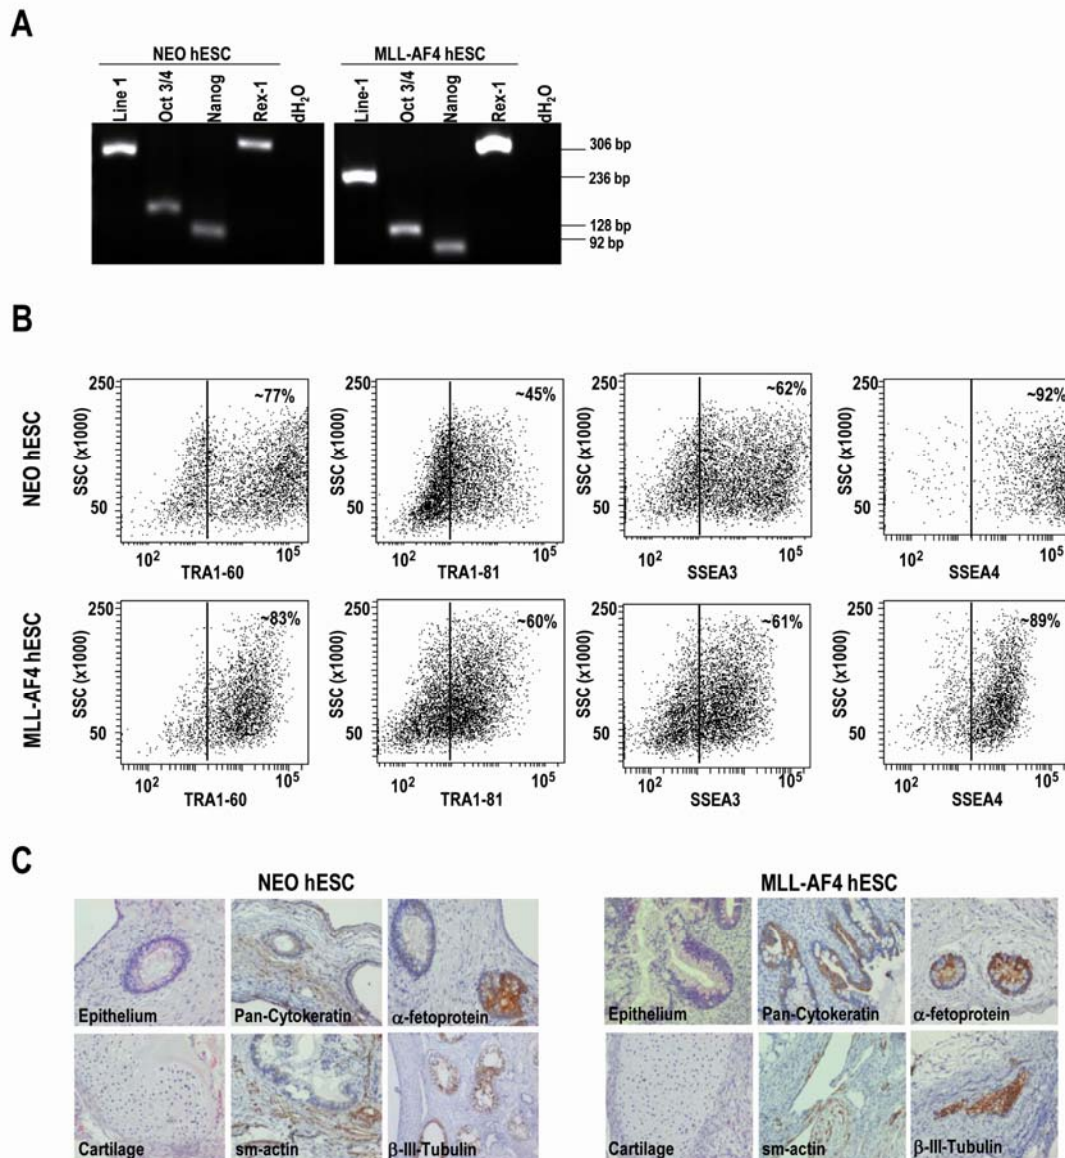 A
NEO hESC
MLL-AF4 hESC
Line 1
Oct 3/4
Nanog
Rex-1
dH₂O
Line-1
Oct 3/4
Nanog
Rex-1
dH₂O
306 bp
236 bp
128 bp
92 bp
B
NEO hESC
250
SSC (x1000)
50
~77%
10²
10⁵
TRA1-60
250
SSC (x1000)
50
~45%
10²
10⁵
TRA1-81
250
SSC (x1000)
50
~62%
10²
10⁵
SSEA3
250
SSC (x1000)
50
~92%
10²
10⁵
SSEA4
MLL-AF4 hESC
250
SSC (x1000)
50
~83%
10²
10⁵
TRA1-60
250
SSC (x1000)
50
~60%
10²
10⁵
TRA1-81
250
SSC (x1000)
50
~61%
10²
10⁵
SSEA3
250
SSC (x1000)
50
~89%
10²
10⁵
SSEA4
C
NEO hESC
MLL-AF4 hESC
Epithelium
Pan-Cytokeratin
α-fetoprotein
Epithelium
Pan-Cytokeratin
α-fetoprotein
Cartilage
sm-actin
β-III-Tubulin
Cartilage
sm-actin
β-III-Tubulin